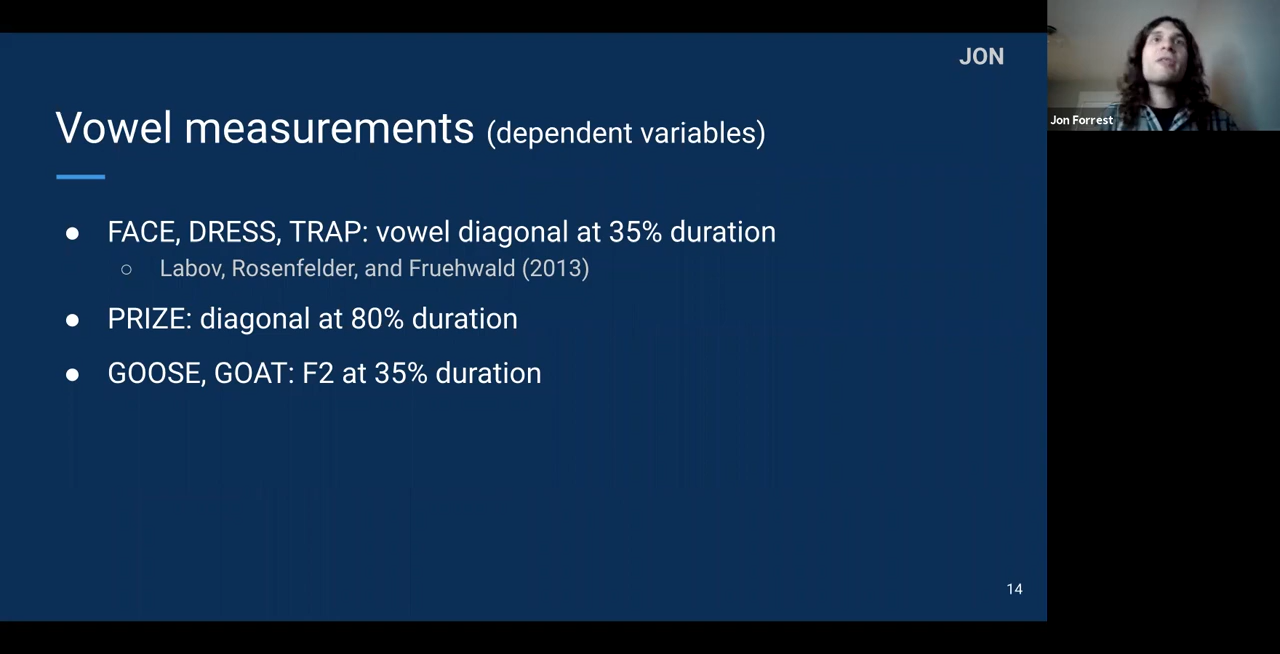 JON
Jon Forrest
Vowel measurements (dependent variables)
● FACE, DRESS, TRAP: vowel diagonal at 35% duration
○ Labov, Rosenfelder, and Fruehwald (2013)
● PRIZE: diagonal at 80% duration
● GOOSE, GOAT: F2 at 35% duration
14